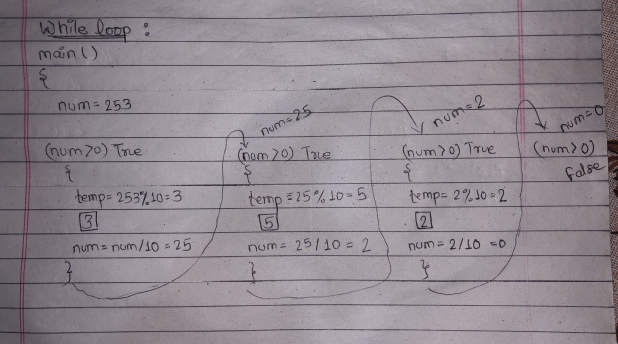 While loop :
main()
{
num = 253
num=25
num=2
num=0
(num>0) True
{
temp= 253%10=3
3
num=num/10=25
}
(num>0) True
{
temp=25%10=5
5
num= 25/10 = 2
}
(num>0) True
{
temp= 2%10=2
2
num=2/10 =0
}
(num>0)
false